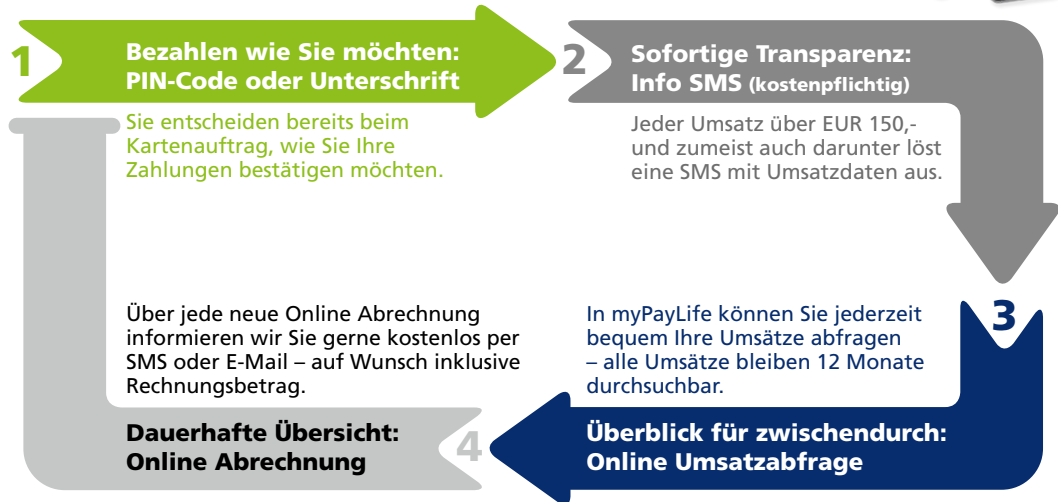 1
Bezahlen wie Sie möchten:
PIN-Code oder Unterschrift
Sie entscheiden bereits beim
Kartenauftrag, wie Sie Ihre
Zahlungen bestätigen möchten.
2
Sofortige Transparenz:
Info SMS (kostenpflichtig)
Jeder Umsatz über EUR 150,-
und zumeist auch darunter löst
eine SMS mit Umsatzdaten aus.
3
In myPayLife können Sie jederzeit
bequem Ihre Umsätze abfragen
– alle Umsätze bleiben 12 Monate
durchsuchbar.
Überblick für zwischendurch:
Online Umsatzabfrage
4
Über jede neue Online Abrechnung
informieren wir Sie gerne kostenlos per
SMS oder E-Mail – auf Wunsch inklusive
Rechnungsbetrag.
Dauerhafte Übersicht:
Online Abrechnung